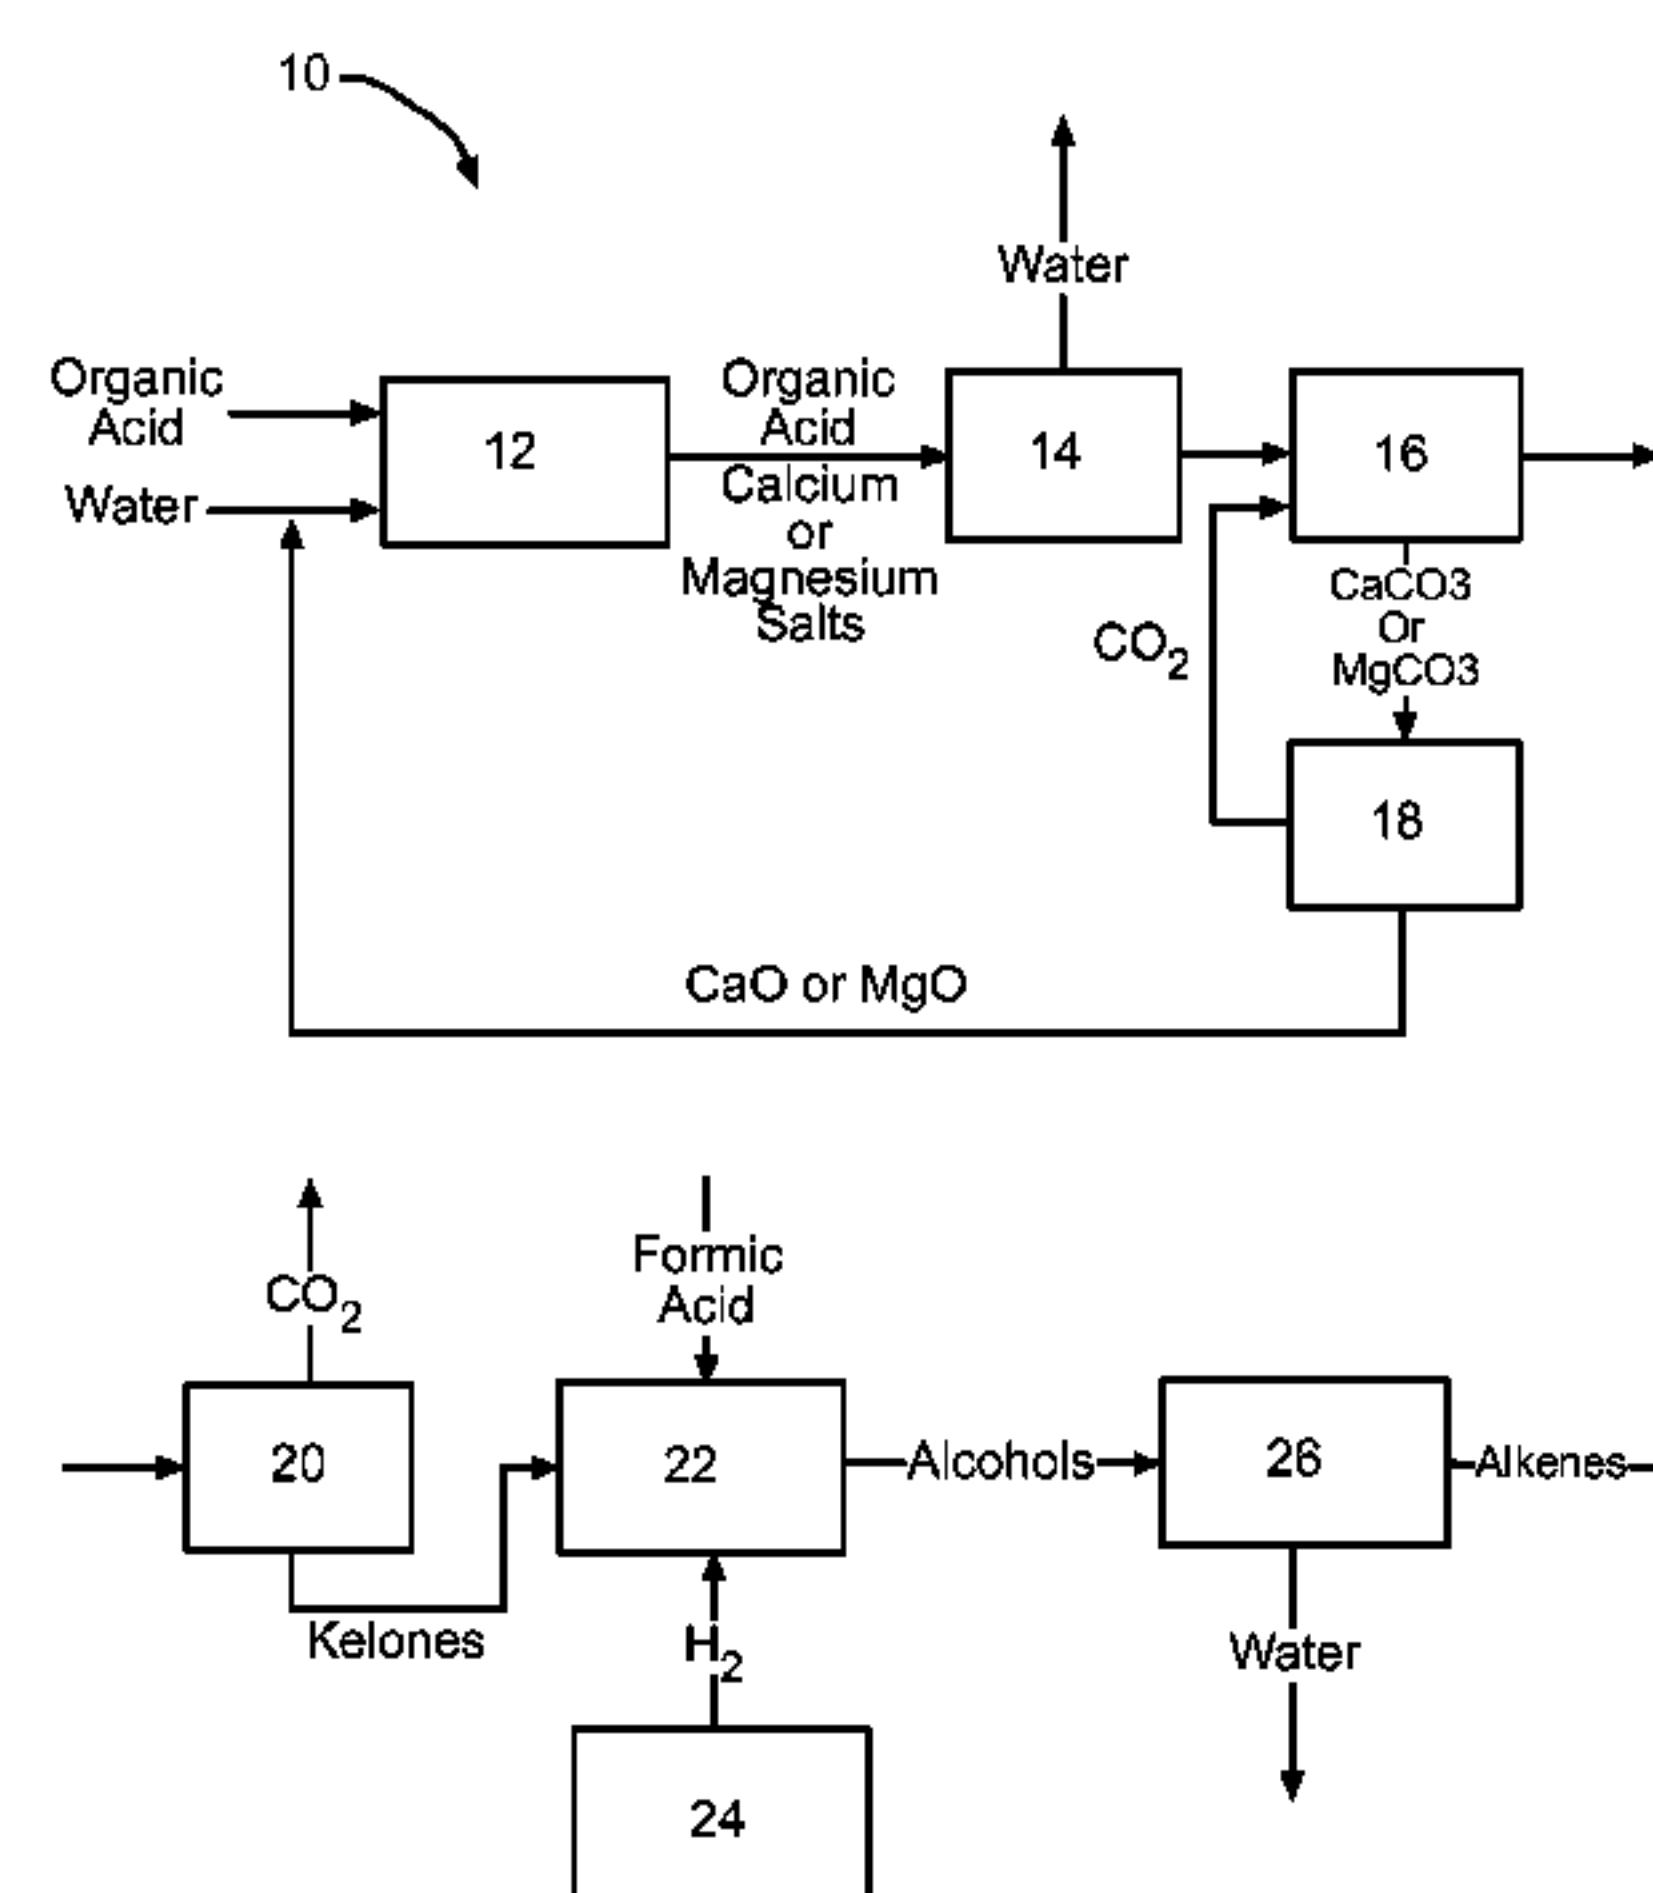 10
Water
Organic
Acid
Water
12
Organic
Acid
Calcium
or
Magnesium
Salts
14
16
CO2
CaCO3
Or
MgCO3
18
CaO or MgO
CO2
20
Kelones
Formic
Acid
22
H2
24
Alcohols
26
Alkenes
Water